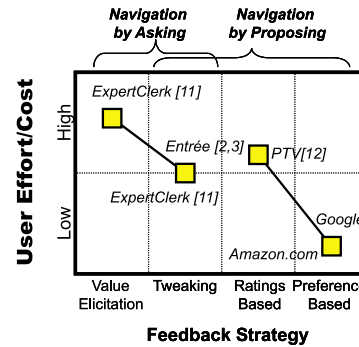 Navigation
by Asking
Navigation
by Proposing
User Effort/Cost
High
Low
ExpertClerk [11]
Entrée [2,3]
PTV[12]
ExpertClerk [11]
Google
Amazon.com
Value
Elicitation
Tweaking
Ratings
Based
Preference
Based
Feedback Strategy